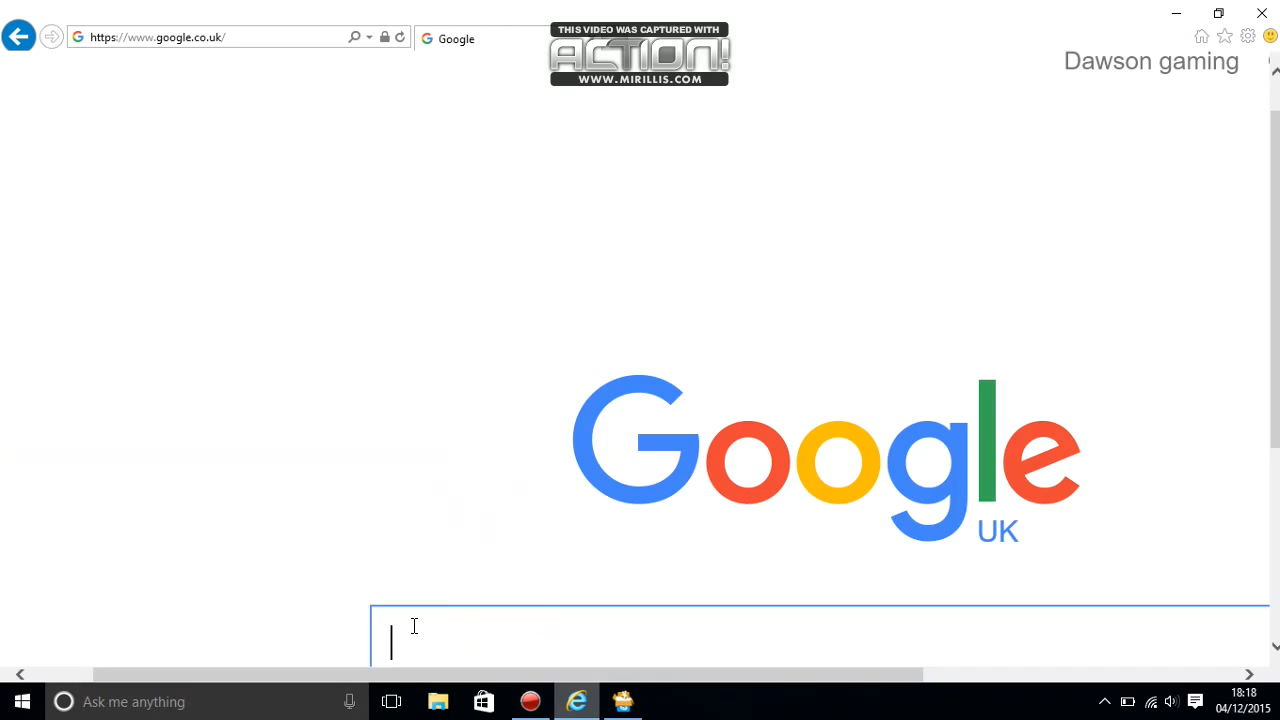 THIS VIDEO WAS CAPTURED WITH
ACTION!
WWW.MIRILLIS.COM
https://www.google.co.uk/
Google
Dawson gaming
Google
UK
Ask me anything
18:18
04/12/2015